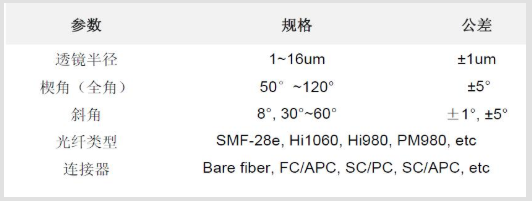 参数 规格 公差
透镜半径 1~16um ±1um
楔角（全角） 50° ~120° ±5°
斜角 8°, 30°~60° ±1°, ±5°
光纤类型 SMF-28e, Hi1060, Hi980, PM980, etc
连接器 Bare fiber, FC/APC, SC/PC, SC/APC, etc